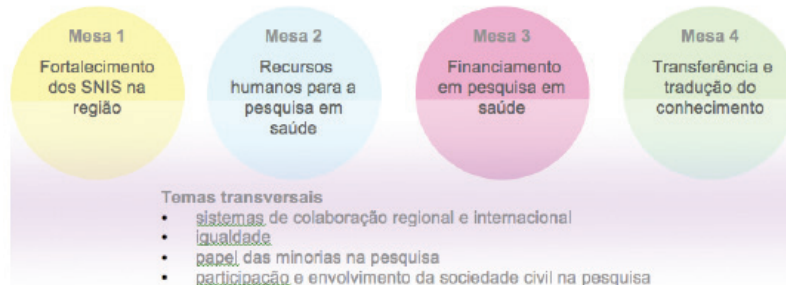 Mesa 1
Fortalecimento
dos SNIS na
região
Mesa 2
Recursos
humanos para a
pesquisa em
saúde
Mesa 3
Financiamento
em pesquisa em
saúde
Mesa 4
Transferência e
tradução do
conhecimento
Temas transversais
• sistemas de colaboração regional e internacional
• igualdade
• papel das minorias na pesquisa
• participação e envolvimento da sociedade civil na pesquisa